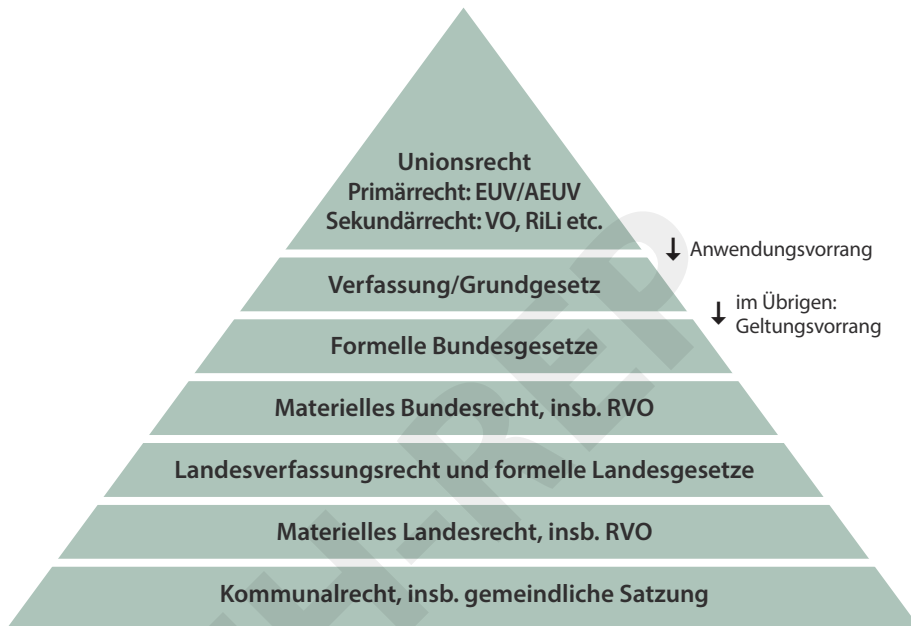 Unionsrecht
Primärrecht: EUV/AEUV
Sekundärrecht: VO, RiLi etc.
↓ Anwendungsvorrang
Verfassung/Grundgesetz
↓ im Übrigen:
Geltungsvorrang
Formelle Bundesgesetze
Materielles Bundesrecht, insb. RVO
Landesverfassungsrecht und formelle Landesgesetze
Materielles Landesrecht, insb. RVO
Kommunalrecht, insb. gemeindliche Satzung